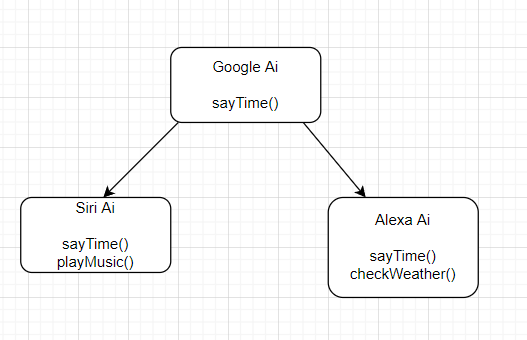 Google Ai
sayTime()
Siri Ai
sayTime()
playMusic()
Alexa Ai
sayTime()
checkWeather()